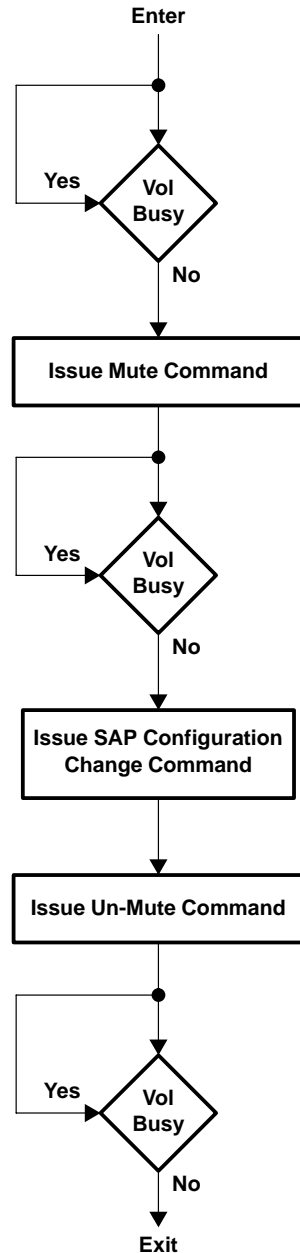 Enter
Yes
Vol
Busy
No
Issue Mute Command
Yes
Vol
Busy
No
Issue SAP Configuration
Change Command
Issue Un-Mute Command
Yes
Vol
Busy
No
Exit